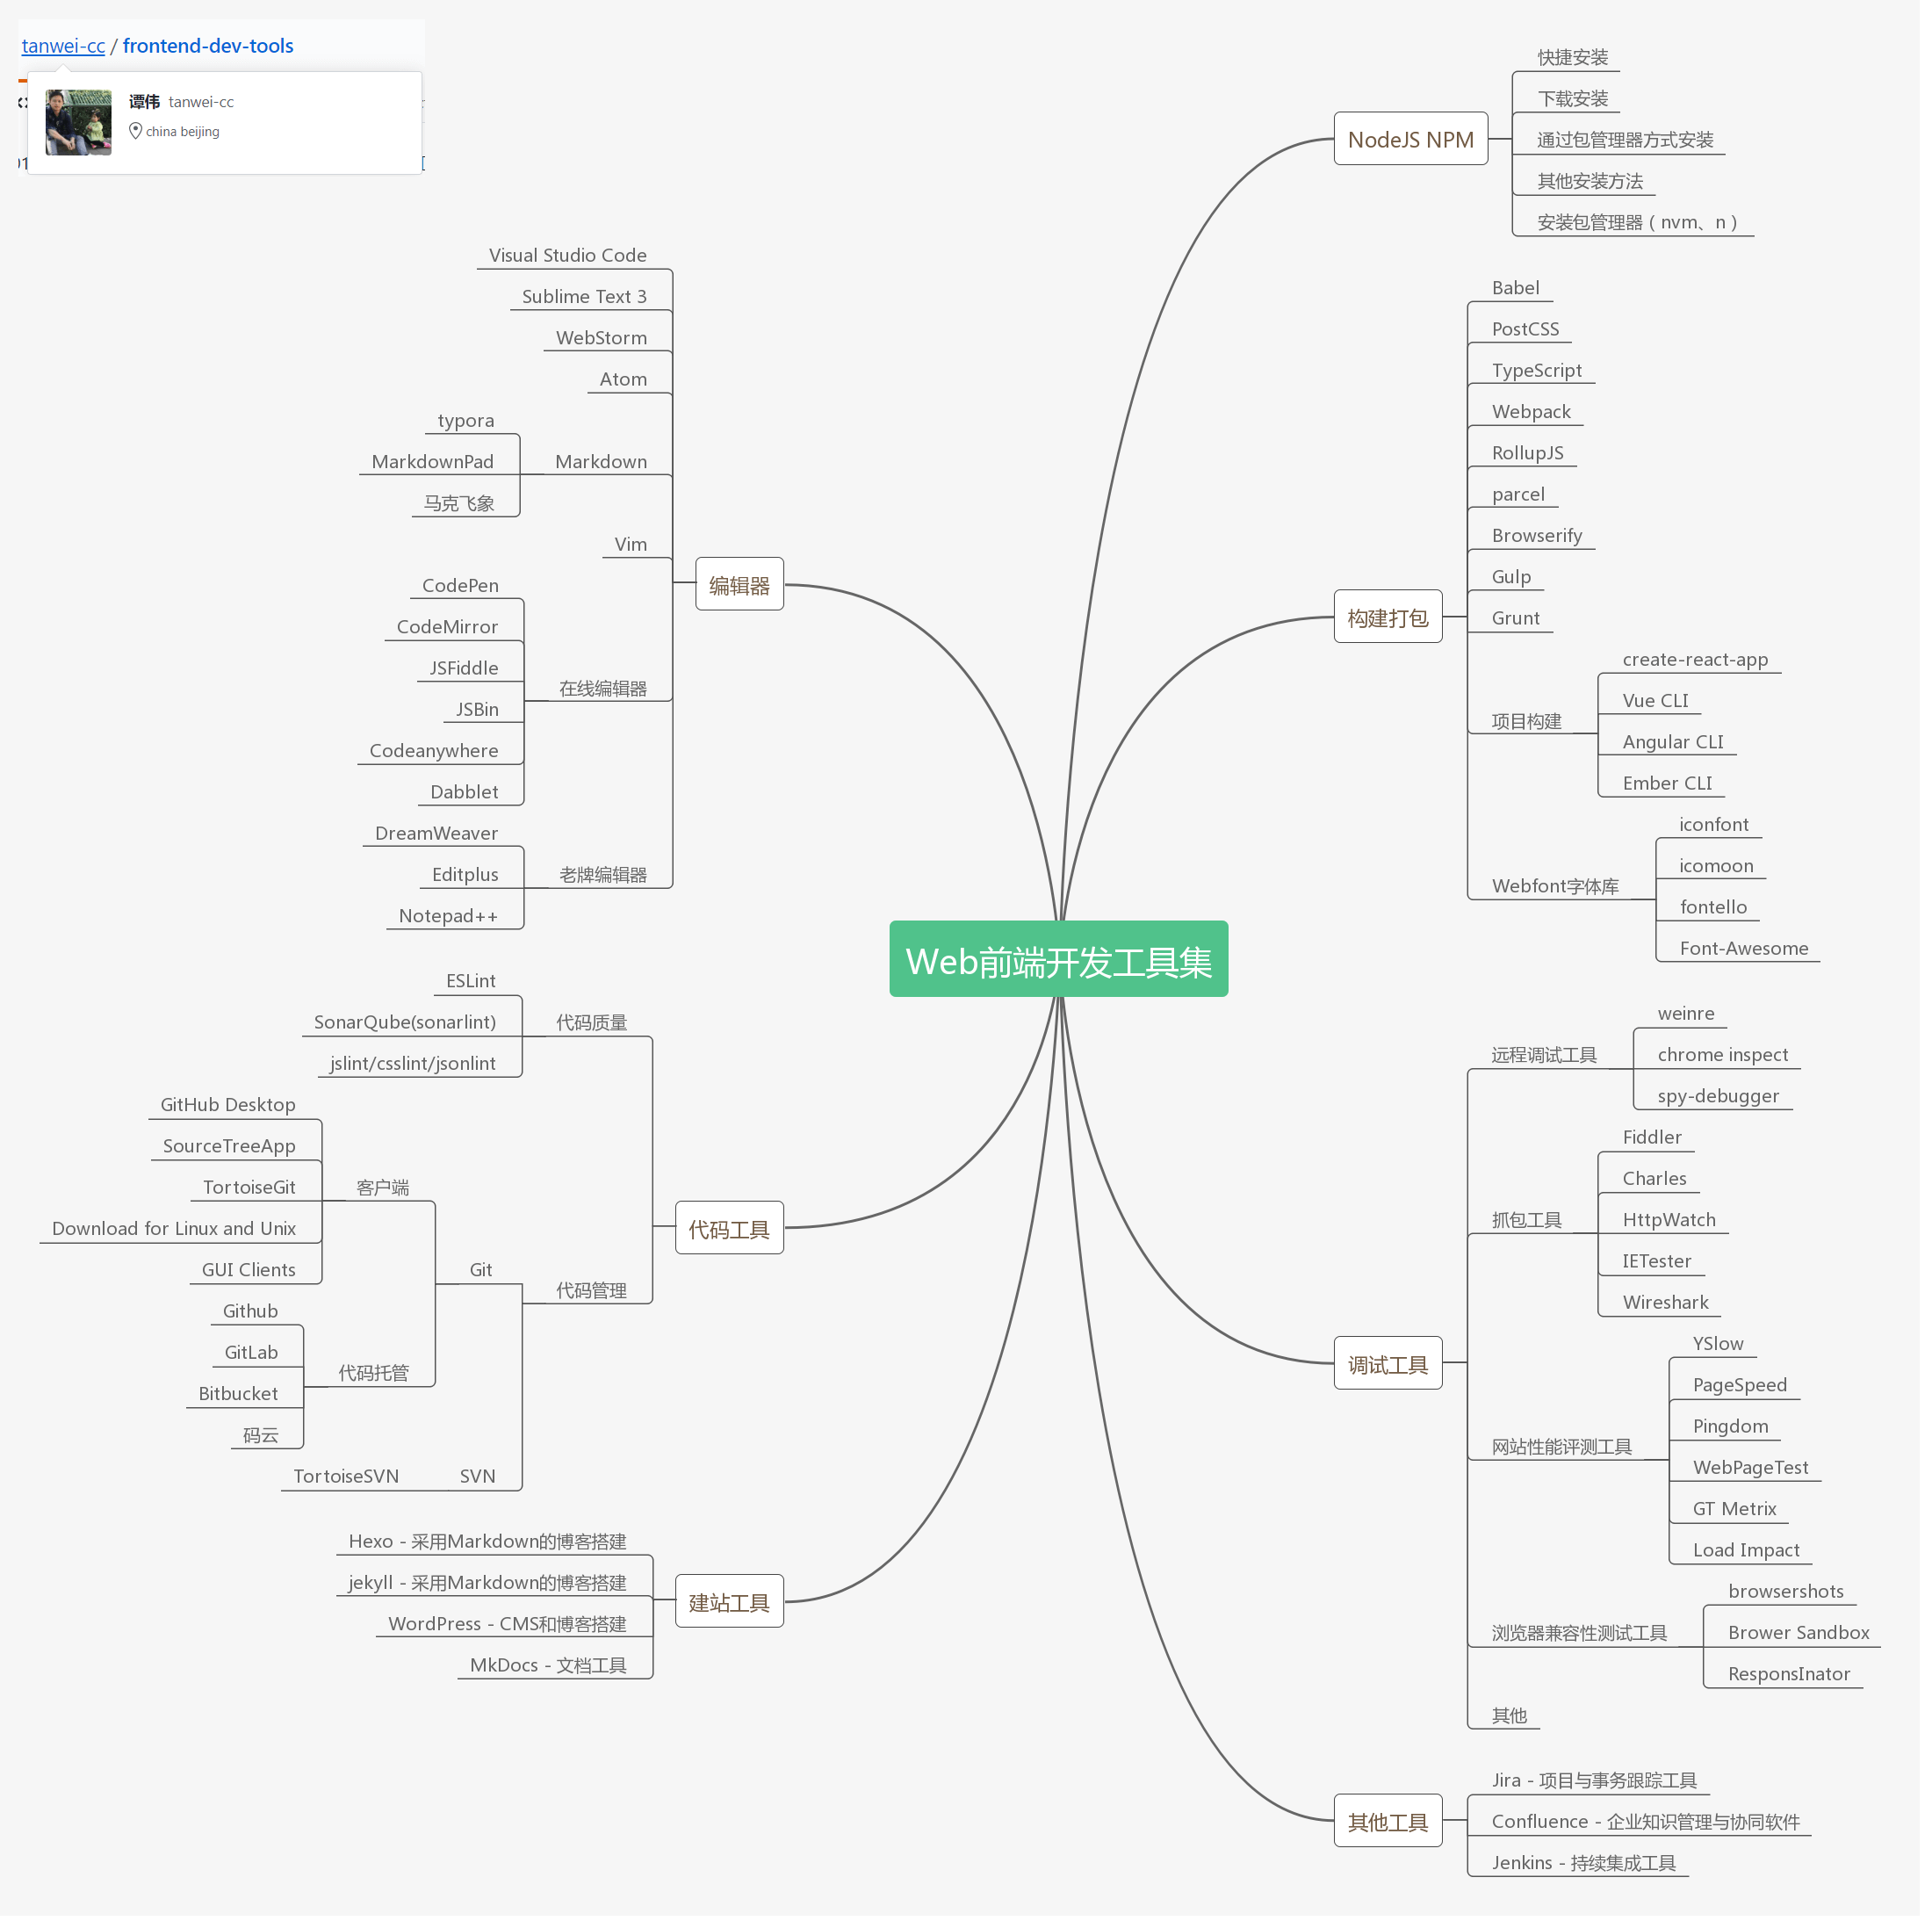 tanwei-cc / frontend-dev-tools
谭伟 tanwei-cc
china beijing
Web前端开发工具集
NodeJS NPM
快捷安装
下载安装
通过包管理器方式安装
其他安装方法
安装包管理器（nvm、n）
构建打包
Babel
PostCSS
TypeScript
Webpack
RollupJS
parcel
Browserify
Gulp
Grunt
项目构建
create-react-app
Vue CLI
Angular CLI
Ember CLI
Webfont字体库
iconfont
icomoon
fontello
Font-Awesome
调试工具
远程调试工具
weinre
chrome inspect
spy-debugger
抓包工具
Fiddler
Charles
HttpWatch
IETester
Wireshark
网站性能评测工具
YSlow
PageSpeed
Pingdom
WebPageTest
GT Metrix
Load Impact
浏览器兼容性测试工具
browsershots
Brower Sandbox
ResponsInator
其他
其他工具
Jira - 项目与事务跟踪工具
Confluence - 企业知识管理与协同软件
Jenkins - 持续集成工具
编辑器
Visual Studio Code
Sublime Text 3
WebStorm
Atom
Markdown
typora
MarkdownPad
马克飞象
Vim
在线编辑器
CodePen
CodeMirror
JSFiddle
JSBin
Codeanywhere
Dabblet
老牌编辑器
DreamWeaver
Editplus
Notepad++
代码工具
代码质量
ESLint
SonarQube(sonarlint)
jslint/csslint/jsonlint
代码管理
Git
客户端
GitHub Desktop
SourceTreeApp
TortoiseGit
Download for Linux and Unix
GUI Clients
代码托管
Github
GitLab
Bitbucket
码云
SVN
TortoiseSVN
建站工具
Hexo - 采用Markdown的博客搭建
jekyll - 采用Markdown的博客搭建
WordPress - CMS和博客搭建
MkDocs - 文档工具